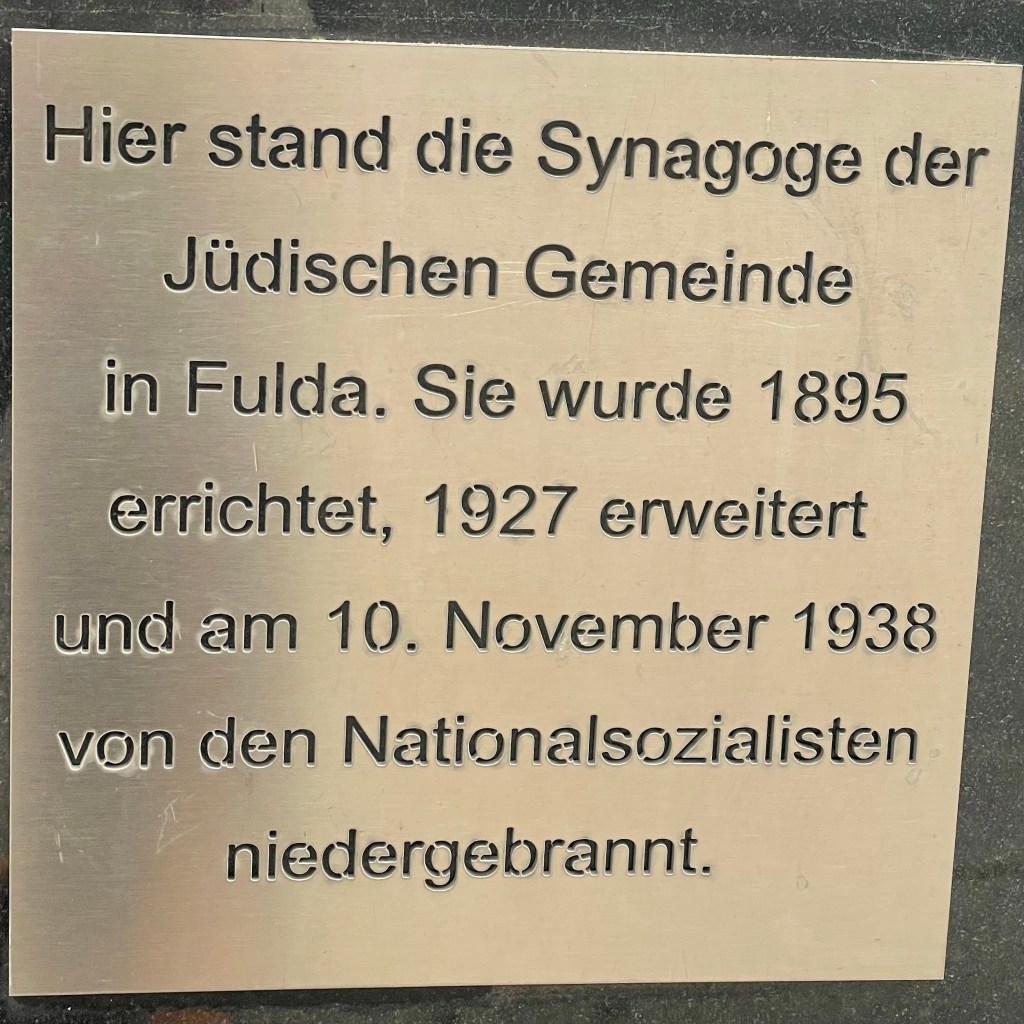 Hier stand die Synagoge der
Jüdischen Gemeinde
in Fulda. Sie wurde 1895
errichtet, 1927 erweitert
und am 10. November 1938
von den Nationalsozialisten
niedergebrannt.